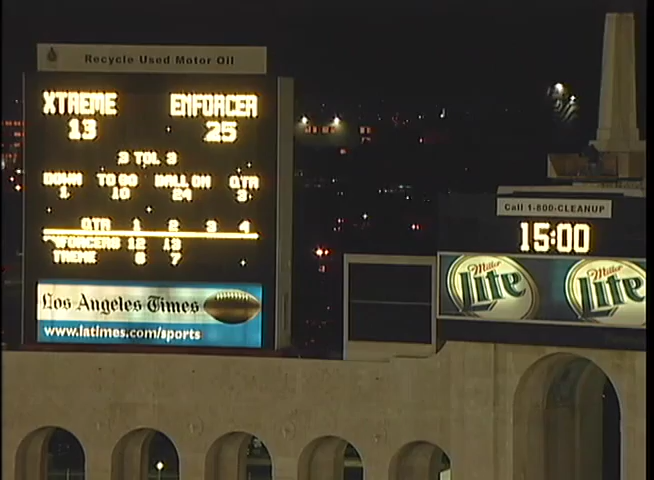 Recycle Used Motor Oil
XTREME ENFORCER
13 25
3 TOL 3
DOWN TO GO BALL ON QTR
1 10 24 3
QTR 1 2 3 4
NFORCERS 12 13
TREME 6 7
Los Angeles Times
www.latimes.com/sports
Call 1-800-CLEANUP
15:00
Miller Lite
Miller Lite